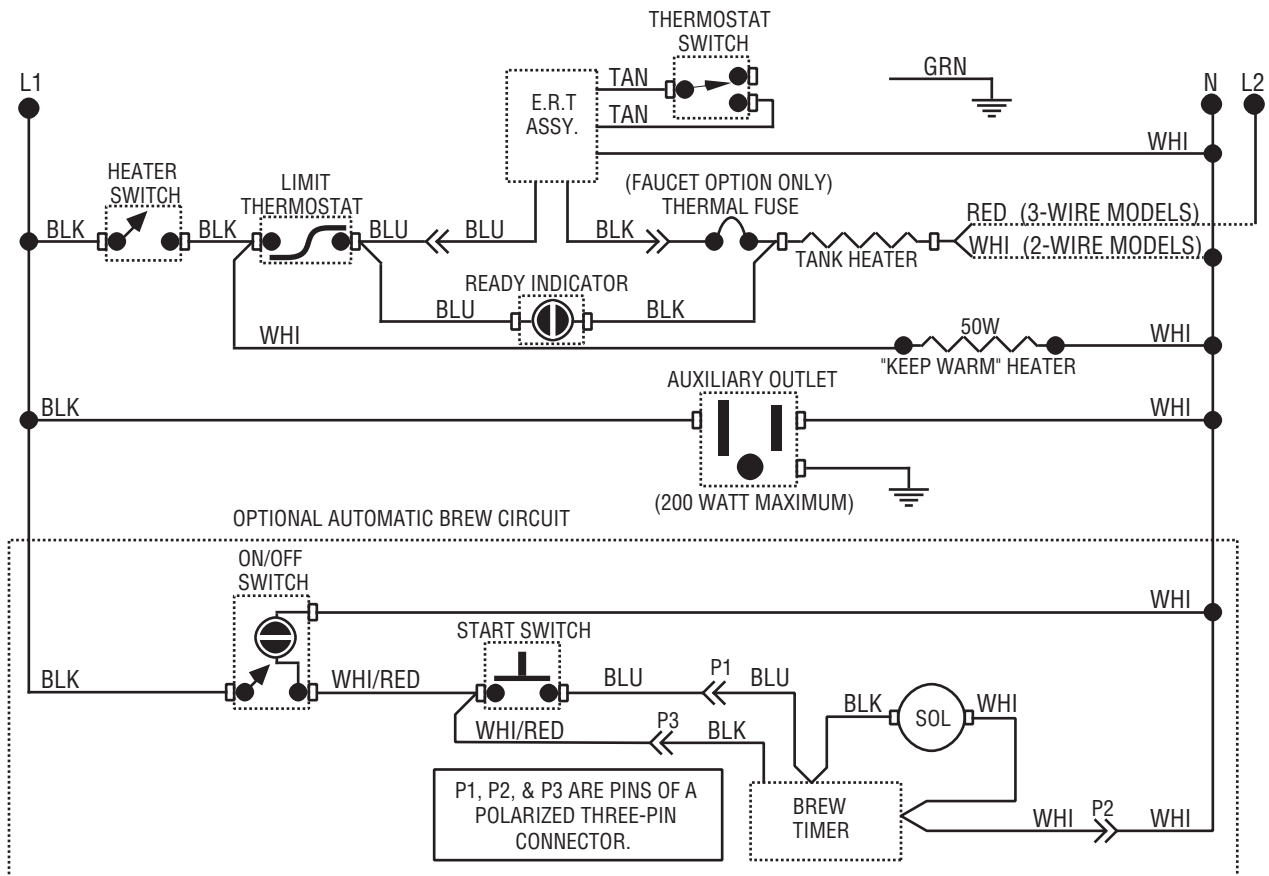 THERMOSTAT
SWITCH
L1
TAN
GRN
N L2
E.R.T
ASSY.
TAN
WHI
HEATER
SWITCH
LIMIT
THERMOSTAT
(FAUCET OPTION ONLY)
THERMAL FUSE
BLK
BLK
BLU
BLU
BLK
RED (3-WIRE MODELS)
WHI (2-WIRE MODELS)
TANK HEATER
READY INDICATOR
BLU
BLK
WHI
50W
WHI
"KEEP WARM" HEATER
AUXILIARY OUTLET
BLK
WHI
(200 WATT MAXIMUM)
OPTIONAL AUTOMATIC BREW CIRCUIT
ON/OFF
SWITCH
WHI
START SWITCH
BLK
WHI/RED
BLU
P1
BLU
BLK
SOL
WHI
WHI/RED
P3
BLK
P1, P2, & P3 ARE PINS OF A
POLARIZED THREE-PIN
CONNECTOR.
BREW
TIMER
WHI
P2
WHI